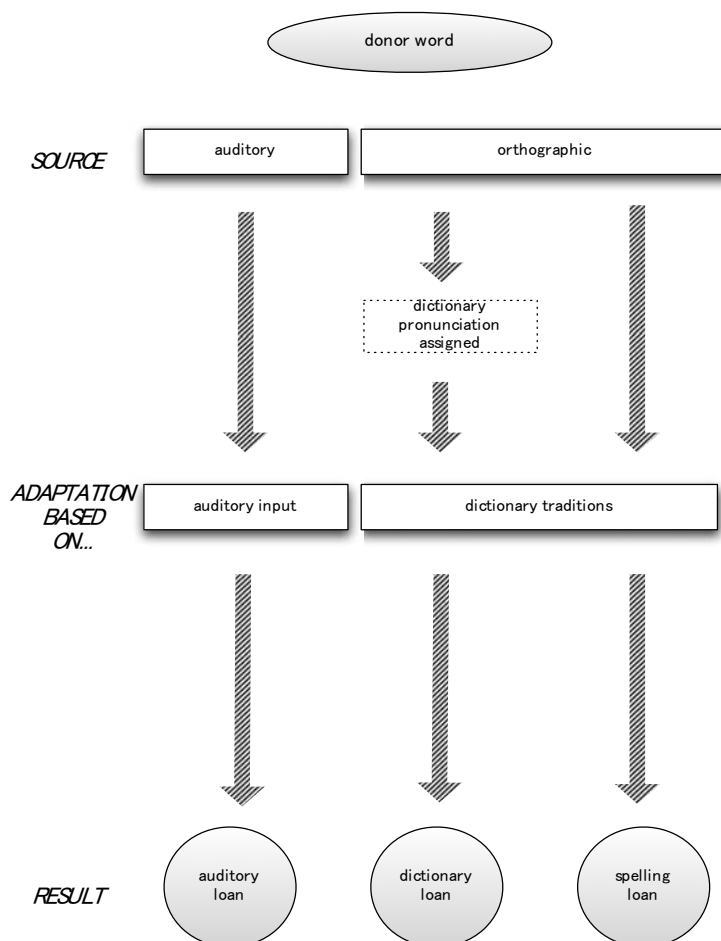 donor word
SOURCE
auditory
orthographic
dictionary
pronunciation
assigned
ADAPTATION
BASED
ON...
auditory input
dictionary traditions
RESULT
auditory
loan
dictionary
loan
spelling
loan